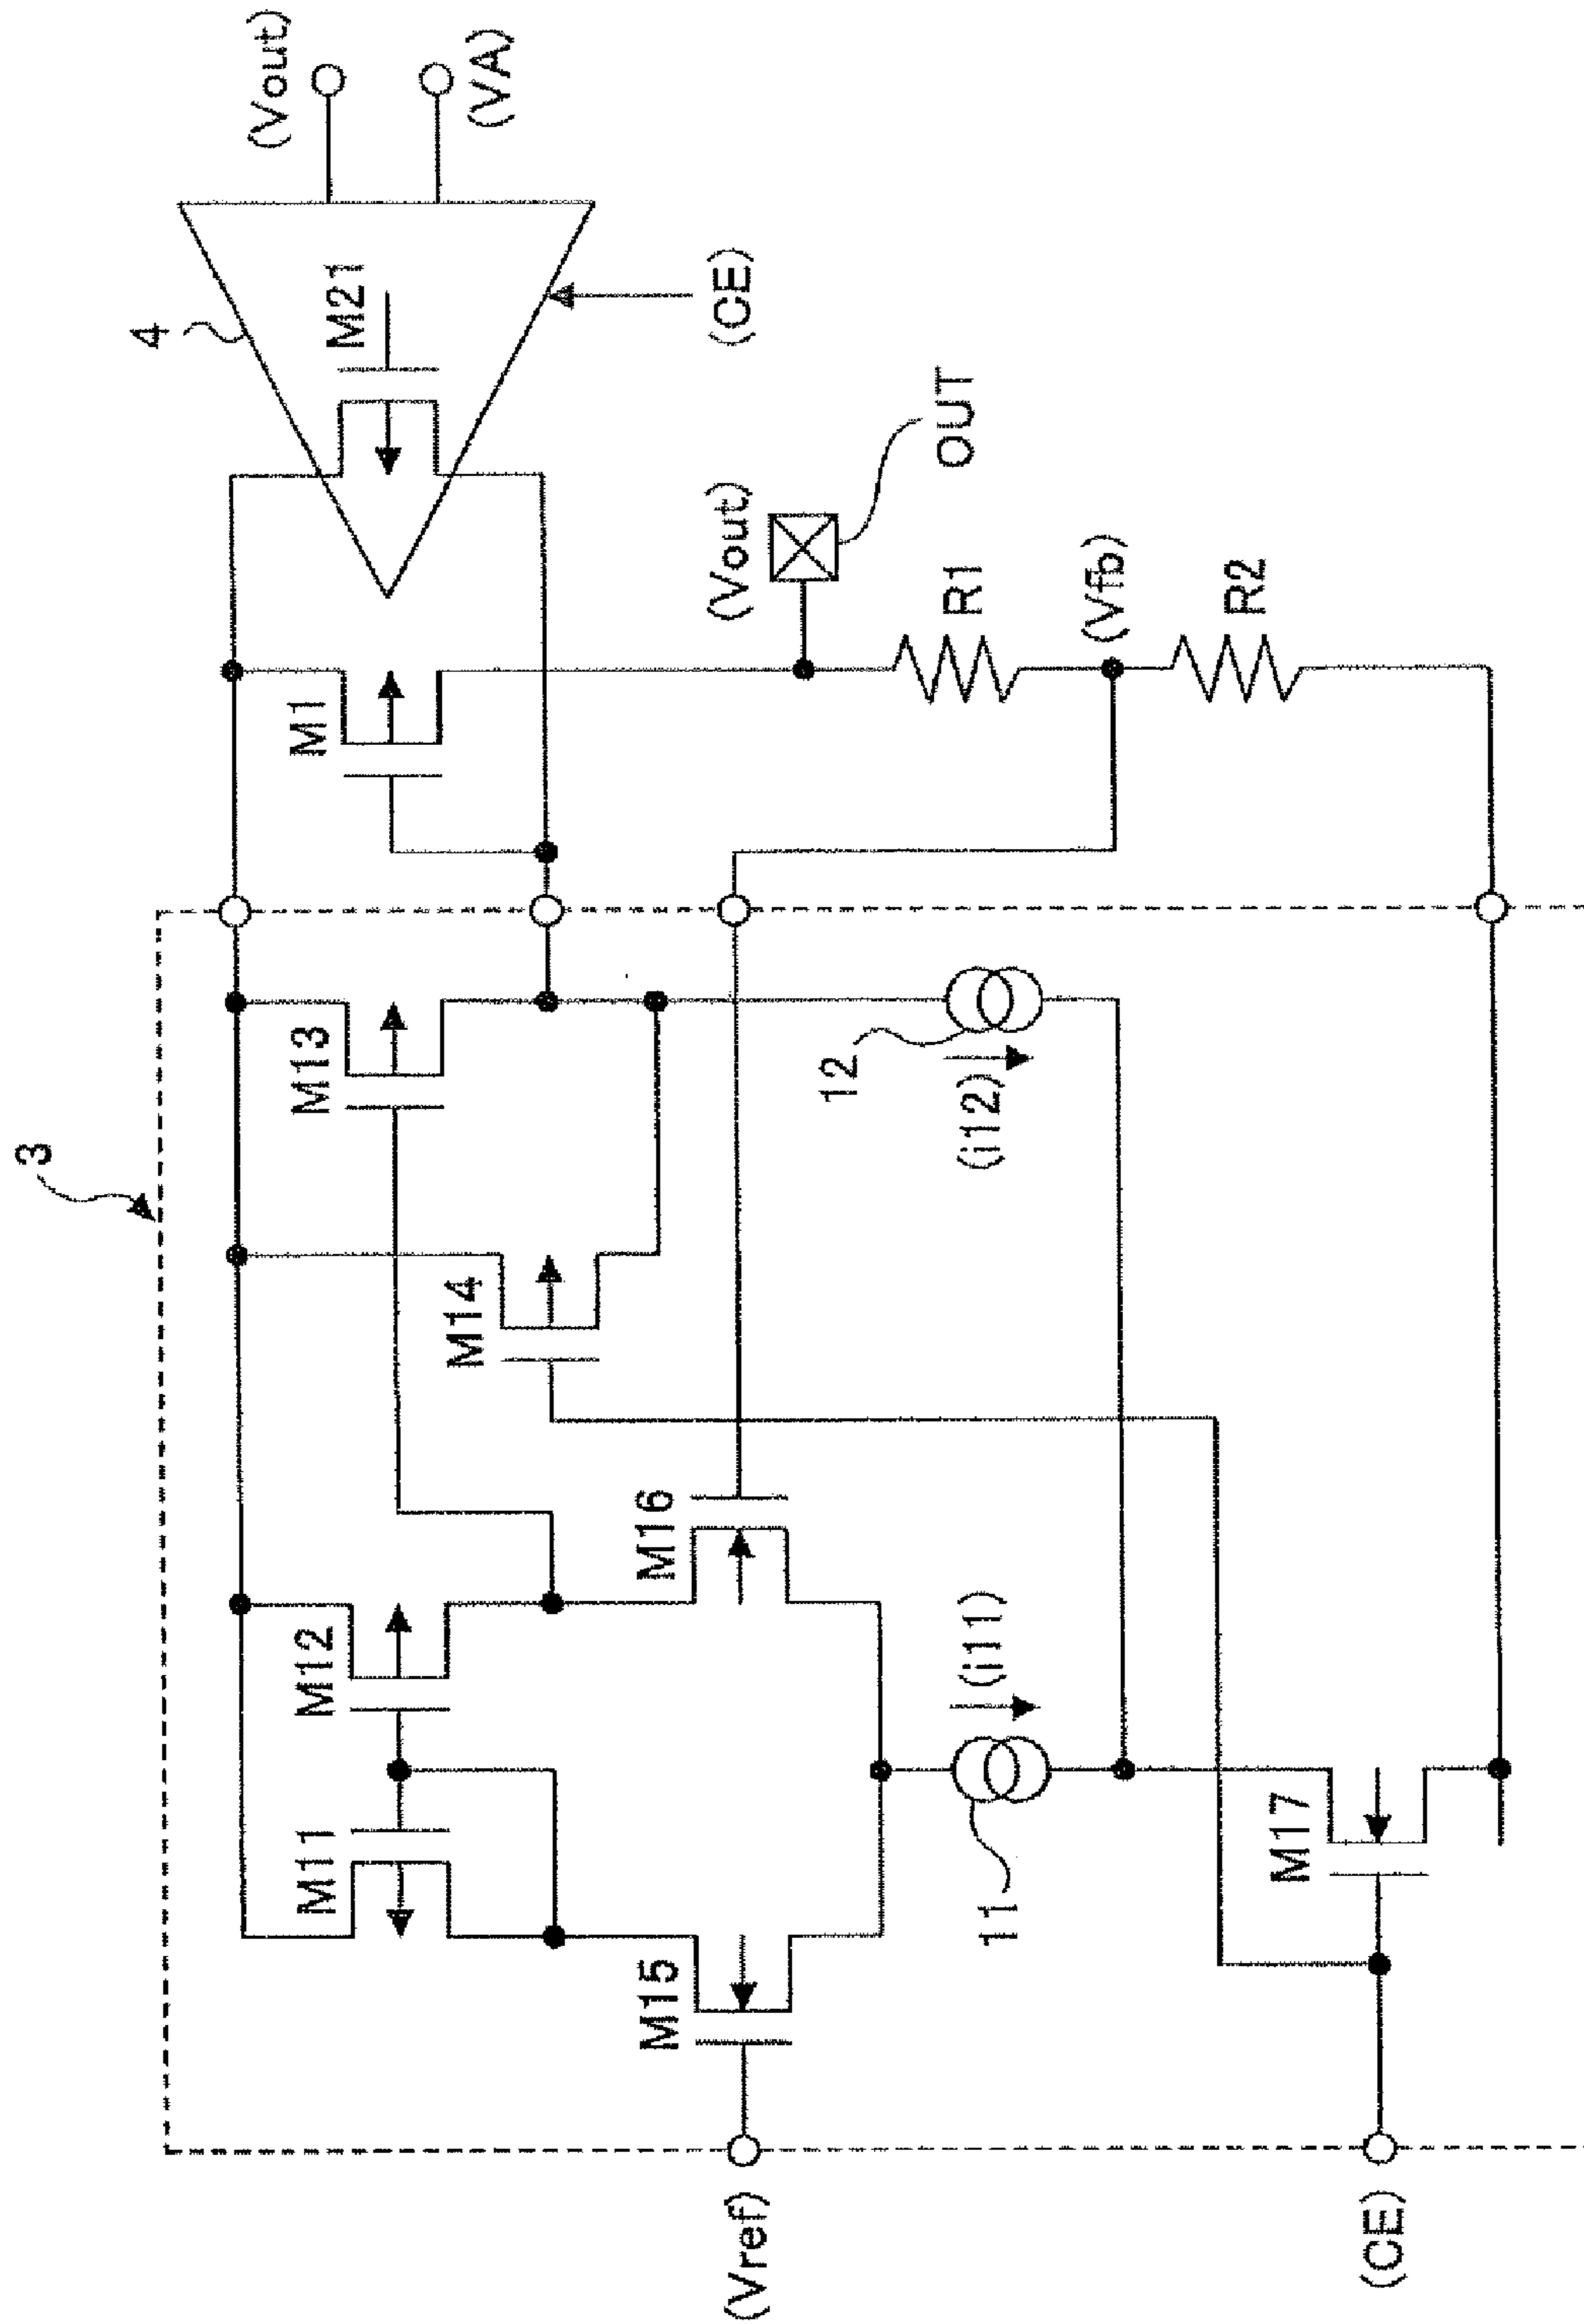 3
4
(Vout)
(VA)
M21
(CE)
M1
(Vout)
OUT
R1
(Vfb)
R2
M13
M14
12
(i12)
M12
M11
M16
M15
11
(i11)
M17
(Vref)
(CE)